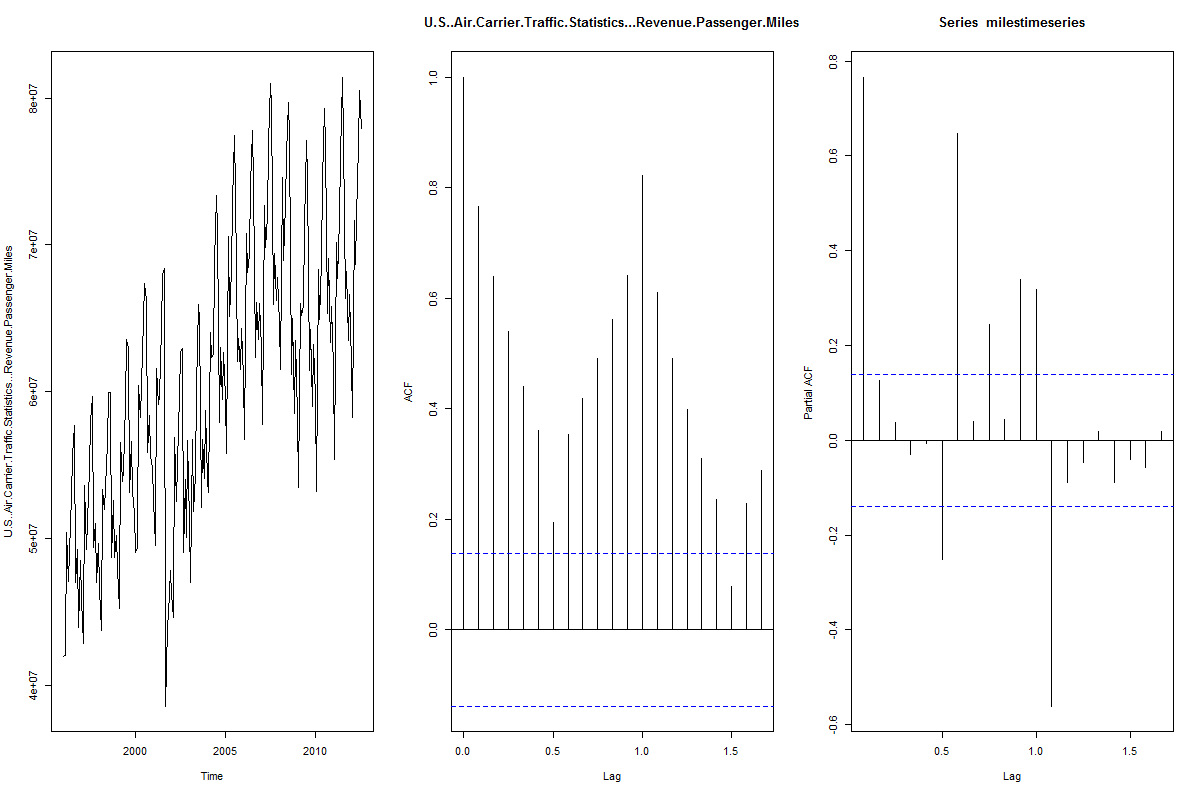 U.S..Air.Carrier.Traffic.Statistics...Revenue.Passenger.Miles
8e+07
7e+07
6e+07
5e+07
4e+07
2000
2005
2010
Time
U.S..Air.Carrier.Traffic.Statistics...Revenue.Passenger.Miles
ACF
1.0
0.8
0.6
0.4
0.2
0.0
0.0
0.5
1.0
1.5
Lag
Series milestimeseries
Partial ACF
0.8
0.6
0.4
0.2
0.0
-0.2
-0.4
-0.6
0.5
1.0
1.5
Lag